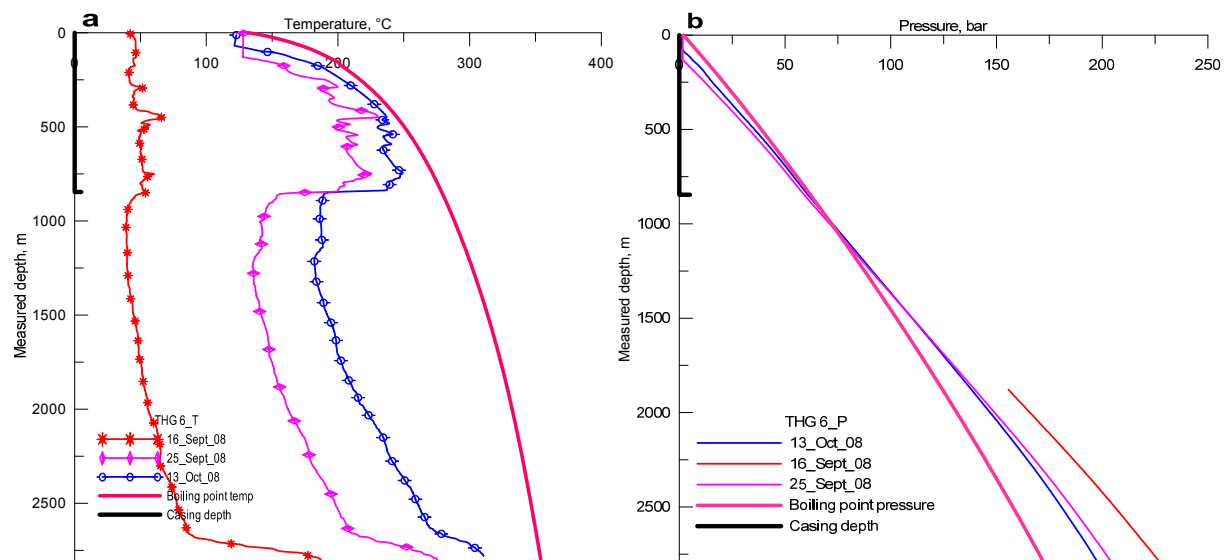 a
Temperature, °C
0
100
200
300
400
0
500
1000
1500
2000
2500
Measured depth, m
THG 6_T
16_Sept_08
25_Sept_08
13_Oct_08
Boiling point temp
Casing depth
b
Pressure, bar
0
50
100
150
200
250
0
500
1000
1500
2000
2500
Measured depth, m
THG 6_P
13_Oct_08
16_Sept_08
25_Sept_08
Boiling point pressure
Casing depth